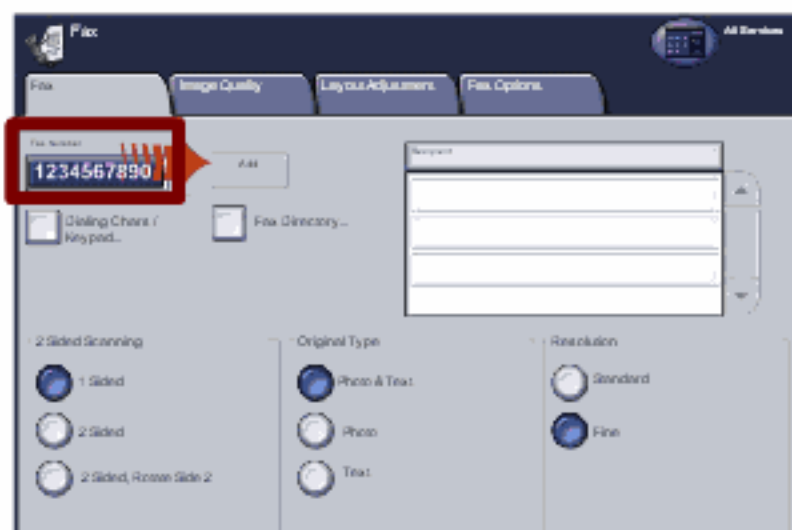 Fax
All Services
Fax
Image Quality
Layout Adjustment
Fax Options
Fax Number
1234567890
Add
Recipient
Dialing Chars /
Keypad...
Fax Directory...
2 Sided Scanning
Original Type
Resolution
1 Sided
Photo & Text
Standard
2 Sided
Photo
Fine
2 Sided, Rotate Side 2
Text